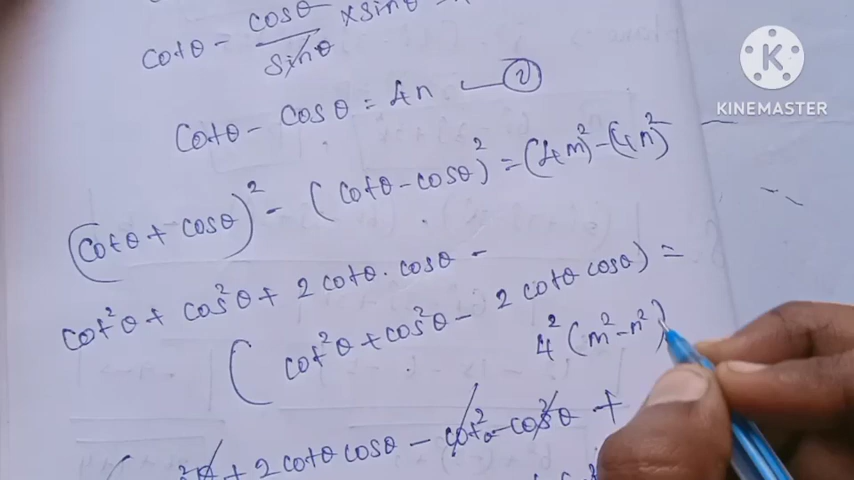 cotθ = cosθ/sinθ × sinθ
cotθ - cosθ = 4n — ②
(cotθ + cosθ)² - (cotθ - cosθ)² = (4m)² - (4n)²
cot²θ + cos²θ + 2 cotθ . cosθ -
(cot²θ + cos²θ - 2 cotθ cosθ) =
4² (m² - n²)
+ 2 cotθ cosθ - cot² - cos²θ +
K
KINEMASTER